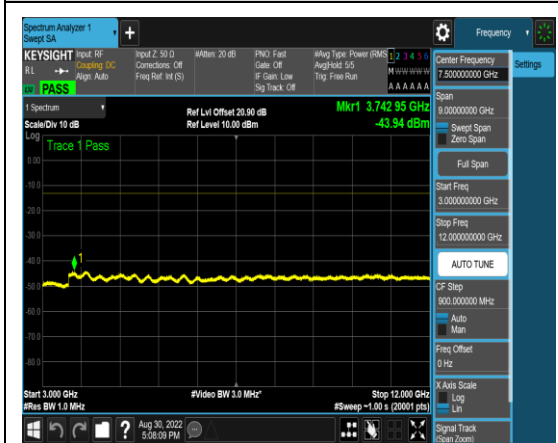 Spectrum Analyzer 1
Swept SA
Frequency
KEYSIGHT
RL
PASS
Input: RF
Coupling: DC
Align: Auto
Input Z: 50 Ω
Corrections: Off
Freq Ref: Int (S)
#Atten: 20 dB
PNO: Fast
Gate: Off
IF Gain: Low
Sig Track: Off
#Avg Type: Power (RMS)
Avg|Hold: 5/5
Trig: Free Run
1 2 3 4 5 6
M W W W W W
A A A A A A
1 Spectrum
Scale/Div 10 dB
Ref Lvl Offset 20.90 dB
Ref Level 10.00 dBm
Mkr1 3.742 95 GHz
-43.94 dBm
Log
Trace 1 Pass
0.00
-10.0
-20.0
-30.0
-40.0
-50.0
-60.0
-70.0
-80.0
1
Start 3.000 GHz
#Res BW 1.0 MHz
#Video BW 3.0 MHz*
Stop 12.000 GHz
#Sweep ~1.00 s (20001 pts)
Aug 30, 2022
5:08:09 PM
Center Frequency
7.500000000 GHz
Settings
Span
9.00000000 GHz
Swept Span
Zero Span
Full Span
Start Freq
3.000000000 GHz
Stop Freq
12.000000000 GHz
AUTO TUNE
CF Step
900.000000 MHz
Auto
Man
Freq Offset
0 Hz
X Axis Scale
Log
Lin
Signal Track
(Span Zoom)